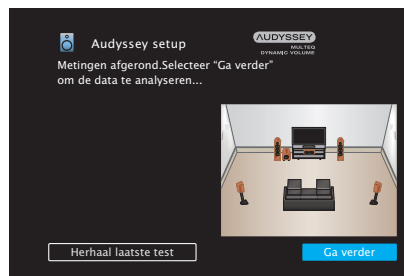 Audyssey setup
AUDYSSEY
MULTEQ
DYNAMIC VOLUME
Metingen afgerond.Selecteer “Ga verder”
om de data te analyseren...
Herhaal laatste test
Ga verder